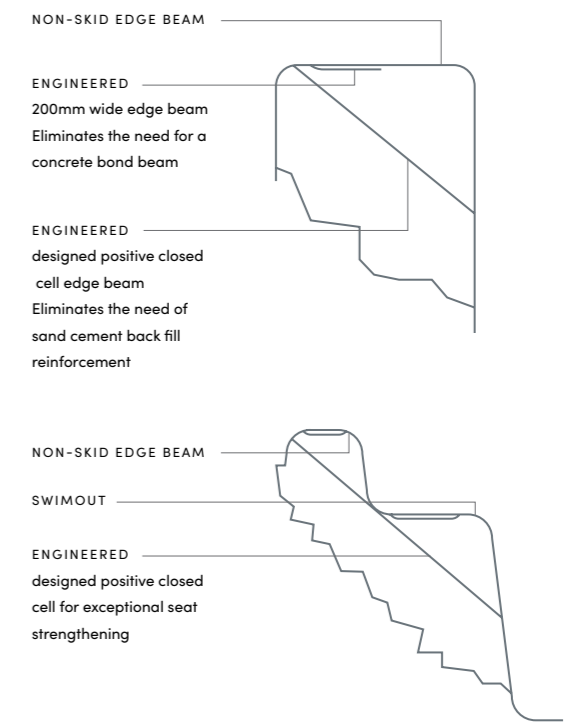 NON-SKID EDGE BEAM
ENGINEERED
200mm wide edge beam
Eliminates the need for a
concrete bond beam
ENGINEERED
designed positive closed
cell edge beam
Eliminates the need of
sand cement back fill
reinforcement
NON-SKID EDGE BEAM
SWIMOUT
ENGINEERED
designed positive closed
cell for exceptional seat
strengthening